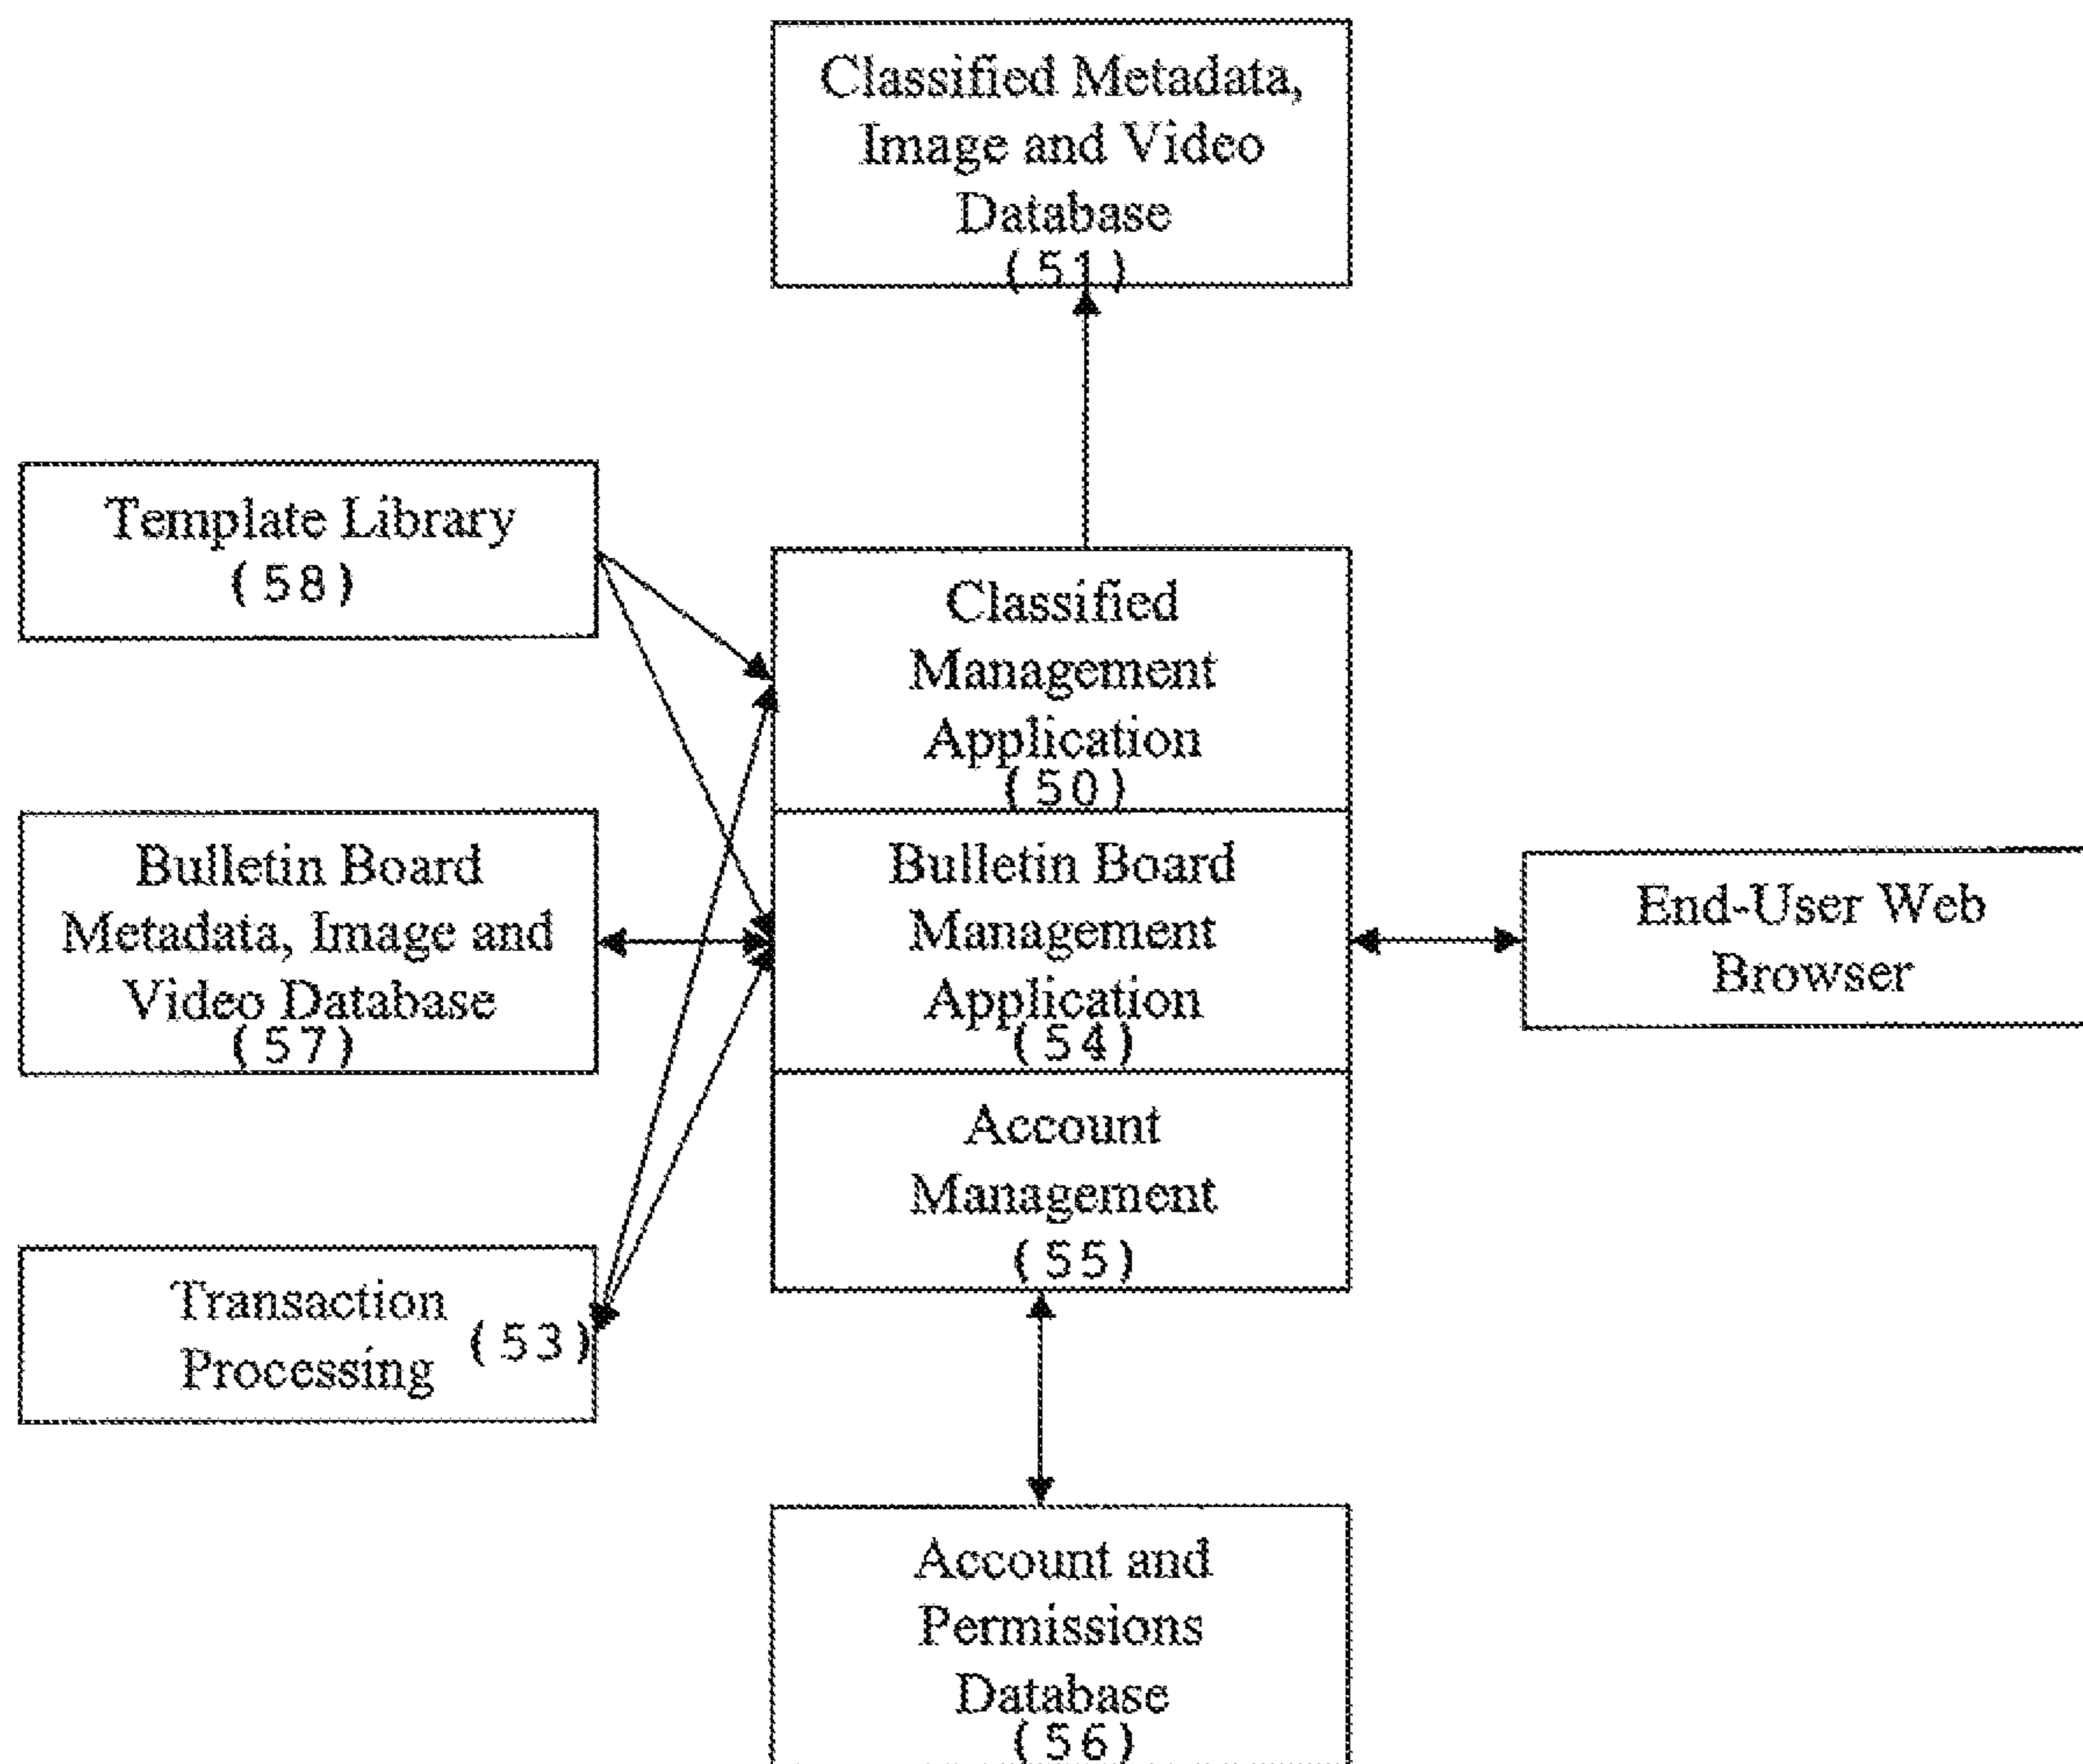 Classified Metadata,
Image and Video
Database
(51)
Template Library
(58)
Classified
Management
Application
(50)
Bulletin Board
Metadata, Image and
Video Database
(57)
Bulletin Board
Management
Application
(54)
End-User Web
Browser
Account
Management
(55)
Transaction
Processing
(53)
Account and
Permissions
Database
(56)